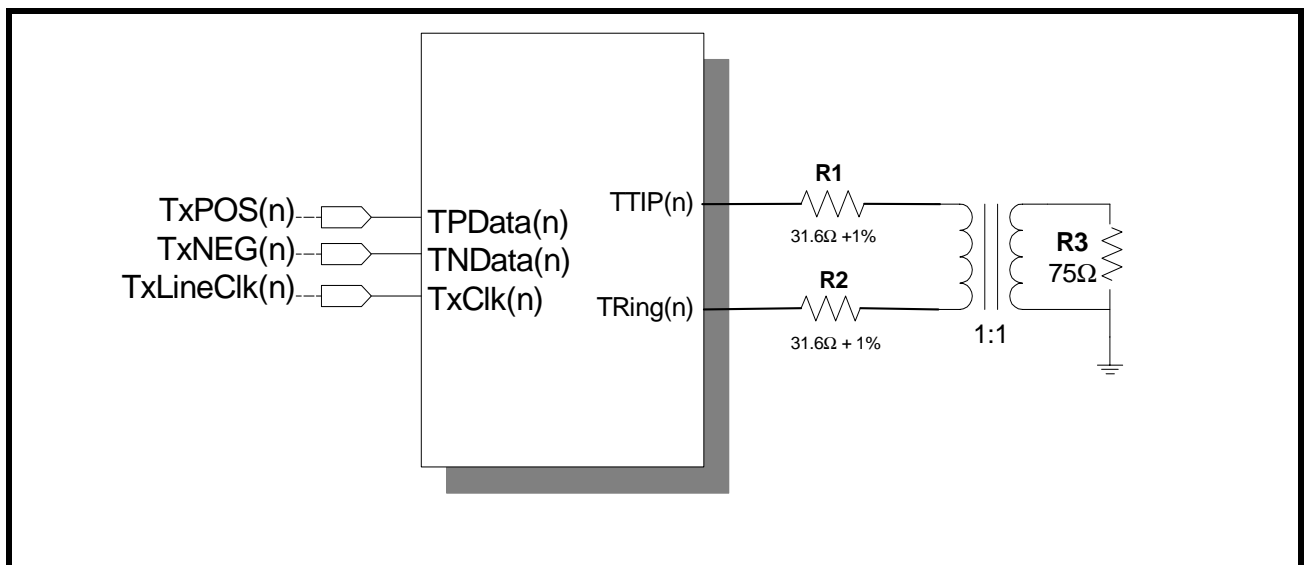 TxPOS(n)
TxNEG(n)
TxLineClk(n)
TPData(n)
TNData(n)
TxClk(n)
TTIP(n)
TRing(n)
R1
31.6Ω +1%
R2
31.6Ω + 1%
1:1
R3
75Ω